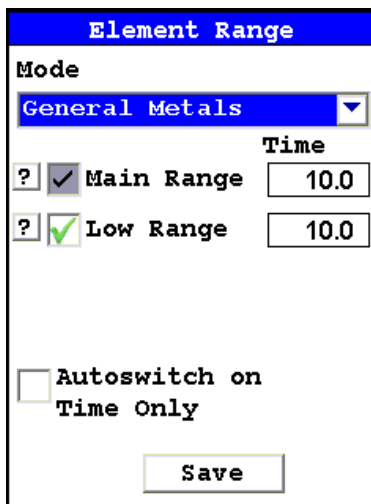 Element Range
Mode
General Metals
Time
? Main Range 10.0
? Low Range 10.0
Autoswitch on
Time Only
Save